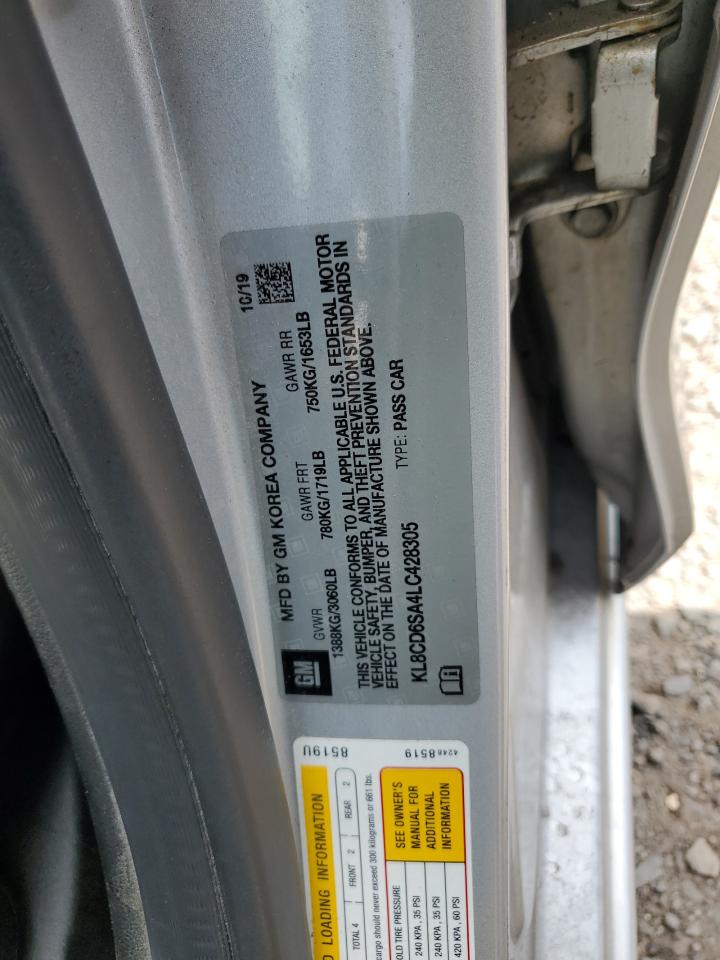 MFD BY GM KOREA COMPANY
10/19
GM
GVWR
GAWR FRT
GAWR RR
1388KG/3060LB
780KG/1719LB
750KG/1653LB
THIS VEHICLE CONFORMS TO ALL APPLICABLE U.S. FEDERAL MOTOR
VEHICLE SAFETY, BUMPER, AND THEFT PREVENTION STANDARDS IN
EFFECT ON THE DATE OF MANUFACTURE SHOWN ABOVE.
TYPE: PASS CAR
KL8CD6SA4LC428305
8519U
4248 8519
LOADING INFORMATION
TOTAL 4 FRONT 2 REAR 2
cargo should never exceed 300 kilograms or 661 lbs.
TIRE PRESSURE
240 KPA, 35 PSI
240 KPA, 35 PSI
420 KPA, 60 PSI
SEE OWNER'S
MANUAL FOR
ADDITIONAL
INFORMATION